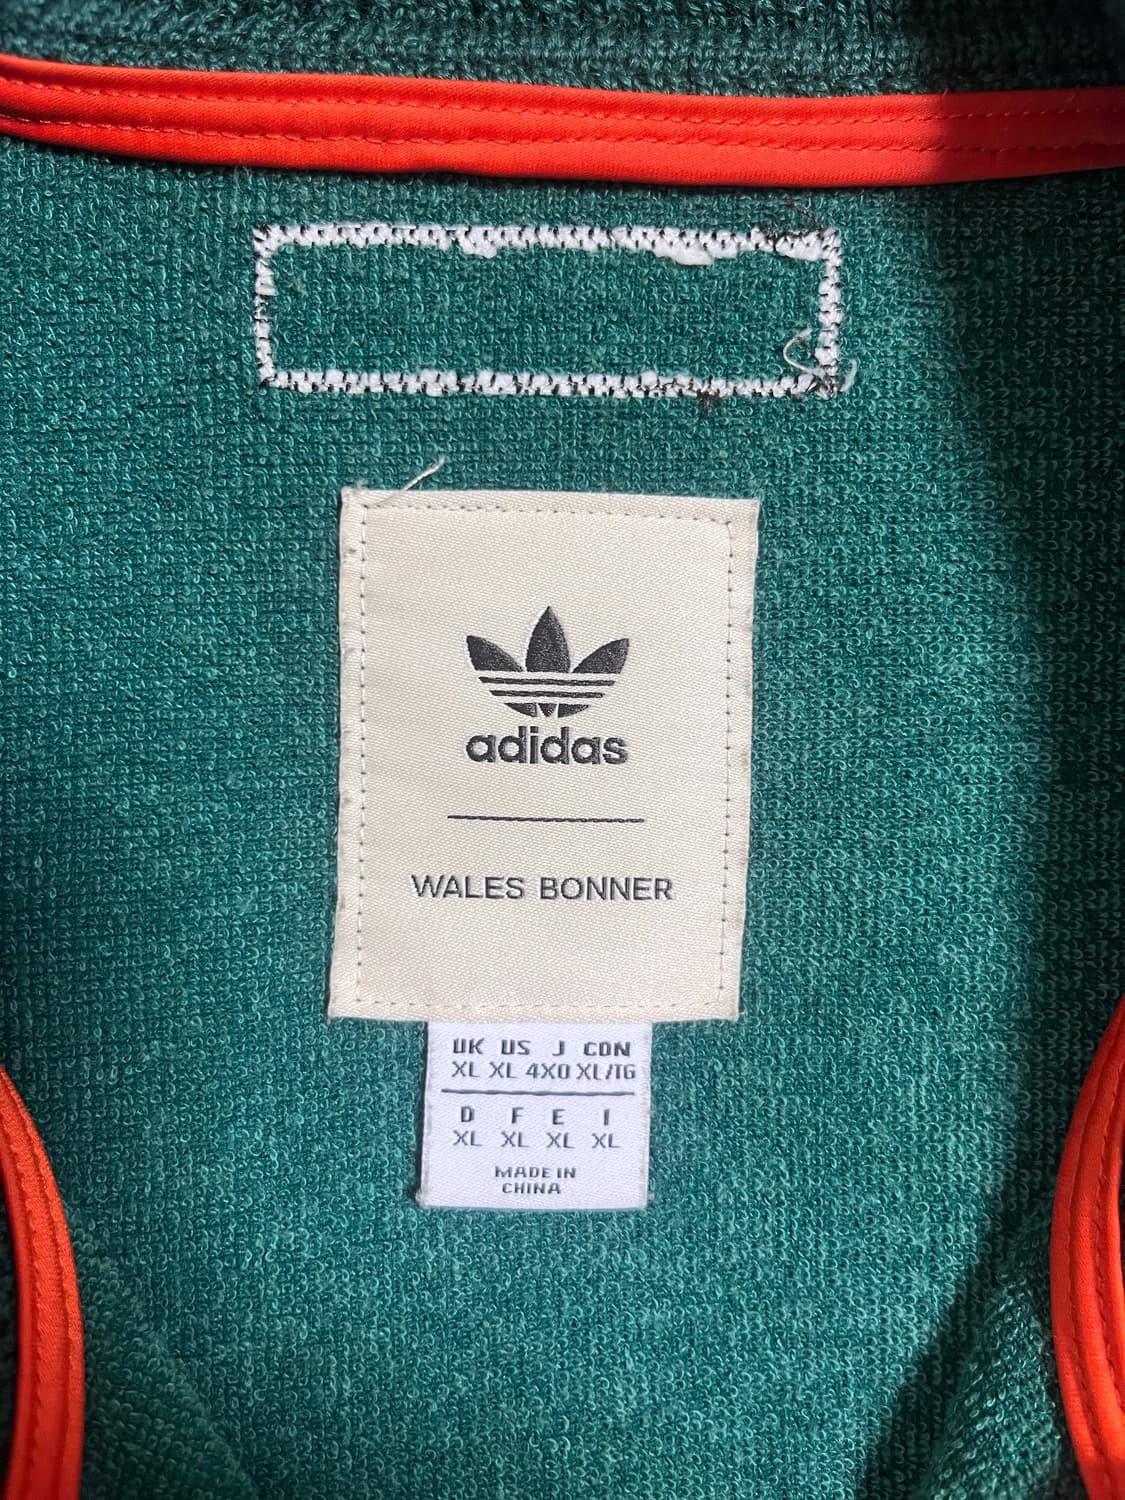 adidas
WALES BONNER
UK US J CDN
XL XL 4XO XL/TG
D F E I
XL XL XL XL
MADE IN
CHINA